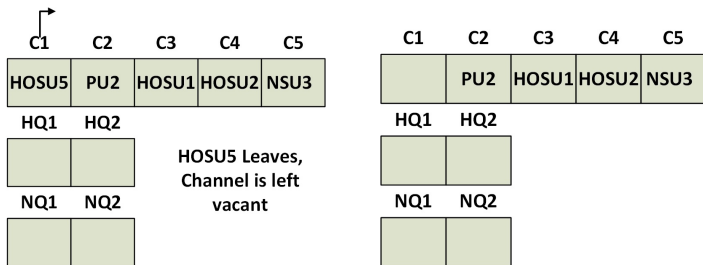 C1 C2 C3 C4 C5
HOSU5 PU2 HOSU1 HOSU2 NSU3
HQ1 HQ2
NQ1 NQ2
HOSU5 Leaves,
Channel is left
vacant
C1 C2 C3 C4 C5
PU2 HOSU1 HOSU2 NSU3
HQ1 HQ2
NQ1 NQ2